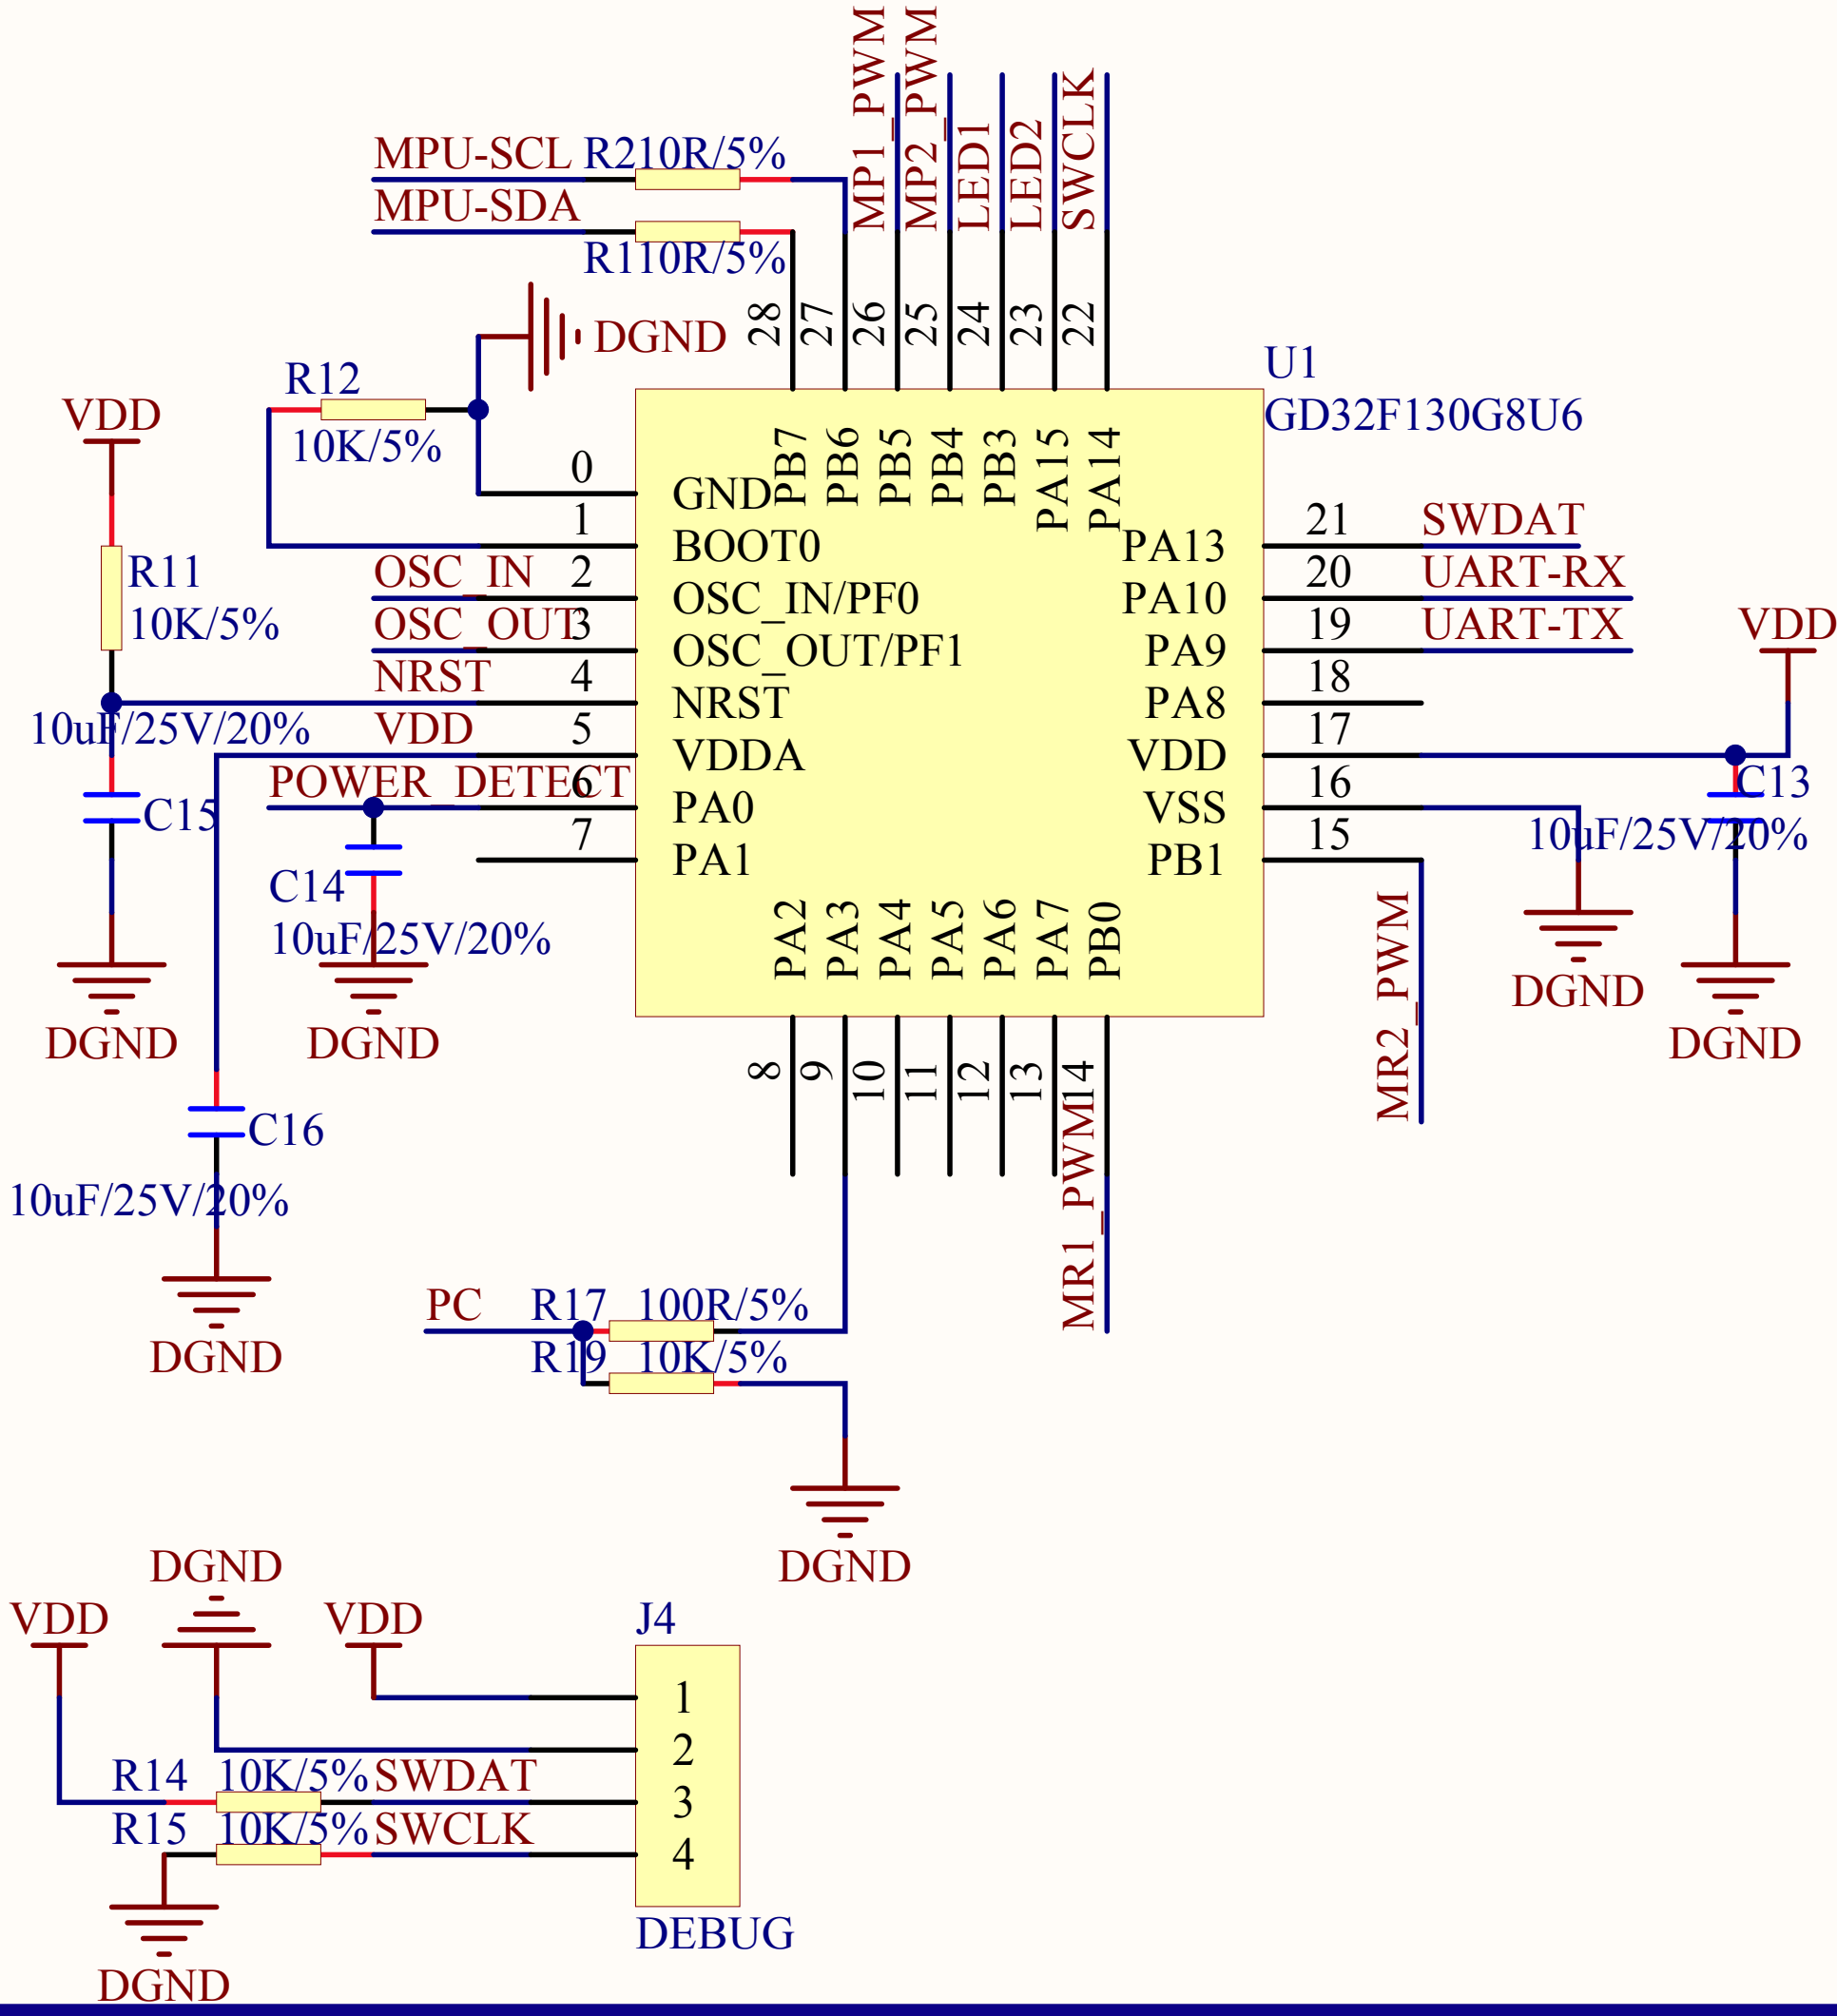 MP1_PWM
MP2_PWM
LED1
LED2
SWCLK
MPU-SCL R210R/5%
MPU-SDA
R110R/5%
28
27
26
25
24
23
22
DGND
U1
GD32F130G8U6
R12
10K/5%
VDD
PB7
PB6
PB5
PB4
PB3
PA15
PA14
0 GND
1 BOOT0
OSC_IN 2 OSC_IN/PF0
OSC_OUT 3 OSC_OUT/PF1
NRST 4 NRST
VDD 5 VDDA
POWER_DETECT 6 PA0
7 PA1
R11
10K/5%
10uF/25V/20%
C15
DGND
C14
10uF/25V/20%
DGND
PA13 21 SWDAT
PA10 20 UART-RX
PA9 19 UART-TX
PA8 18
VDD 17
VSS 16
PB1 15
VDD
C13
10uF/25V/20%
MR2_PWM
DGND
DGND
PA2
PA3
PA4
PA5
PA6
PA7
PB0
8
9
10
11
12
13
14
MR1_PWM
C16
10uF/25V/20%
DGND
PC R17 100R/5%
R19 10K/5%
DGND
DGND
VDD
VDD
J4
1
2
R14 10K/5% SWDAT 3
R15 10K/5% SWCLK 4
DEBUG
DGND